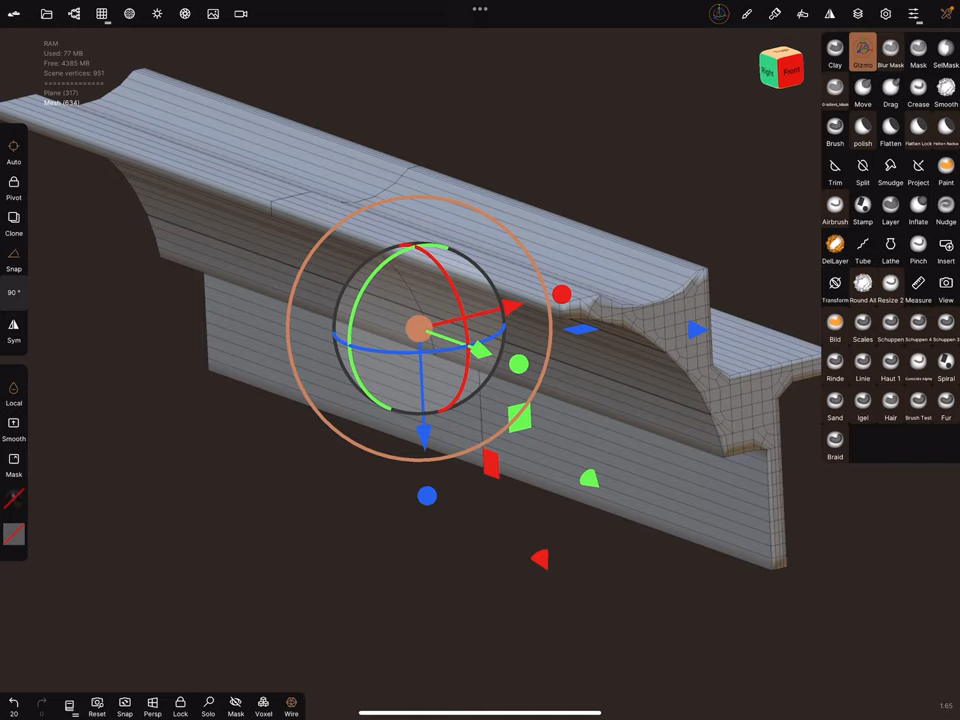 RAM
Used: 77 MB
Free: 4385 MB
Scene vertices: 951
===============
Plane (317)
Mesh (634)
Right
Front
Auto
Pivot
Clone
Snap
90 °
Sym
Local
Smooth
Mask
Clay
Gizmo
Blur Mask
Mask
SelMask
Gradient_Mask
Move
Drag
Crease
Smooth
Brush
polish
Flatten
Flatten Lock
Trim
Split
Smudge
Project
Paint
Airbrush
Stamp
Layer
Inflate
Nudge
DelLayer
Tube
Lathe
Pinch
Insert
Transform
Round All
Resize 2
Measure
View
Bild
Scales
Schuppen
Schuppen 4
Schuppen 3
Rinde
Linie
Haut 1
Spiral
Sand
Igel
Hair
Brush Test
Fur
Braid
20
0
Reset
Snap
Persp
Lock
Solo
Mask
Voxel
Wire
1.65